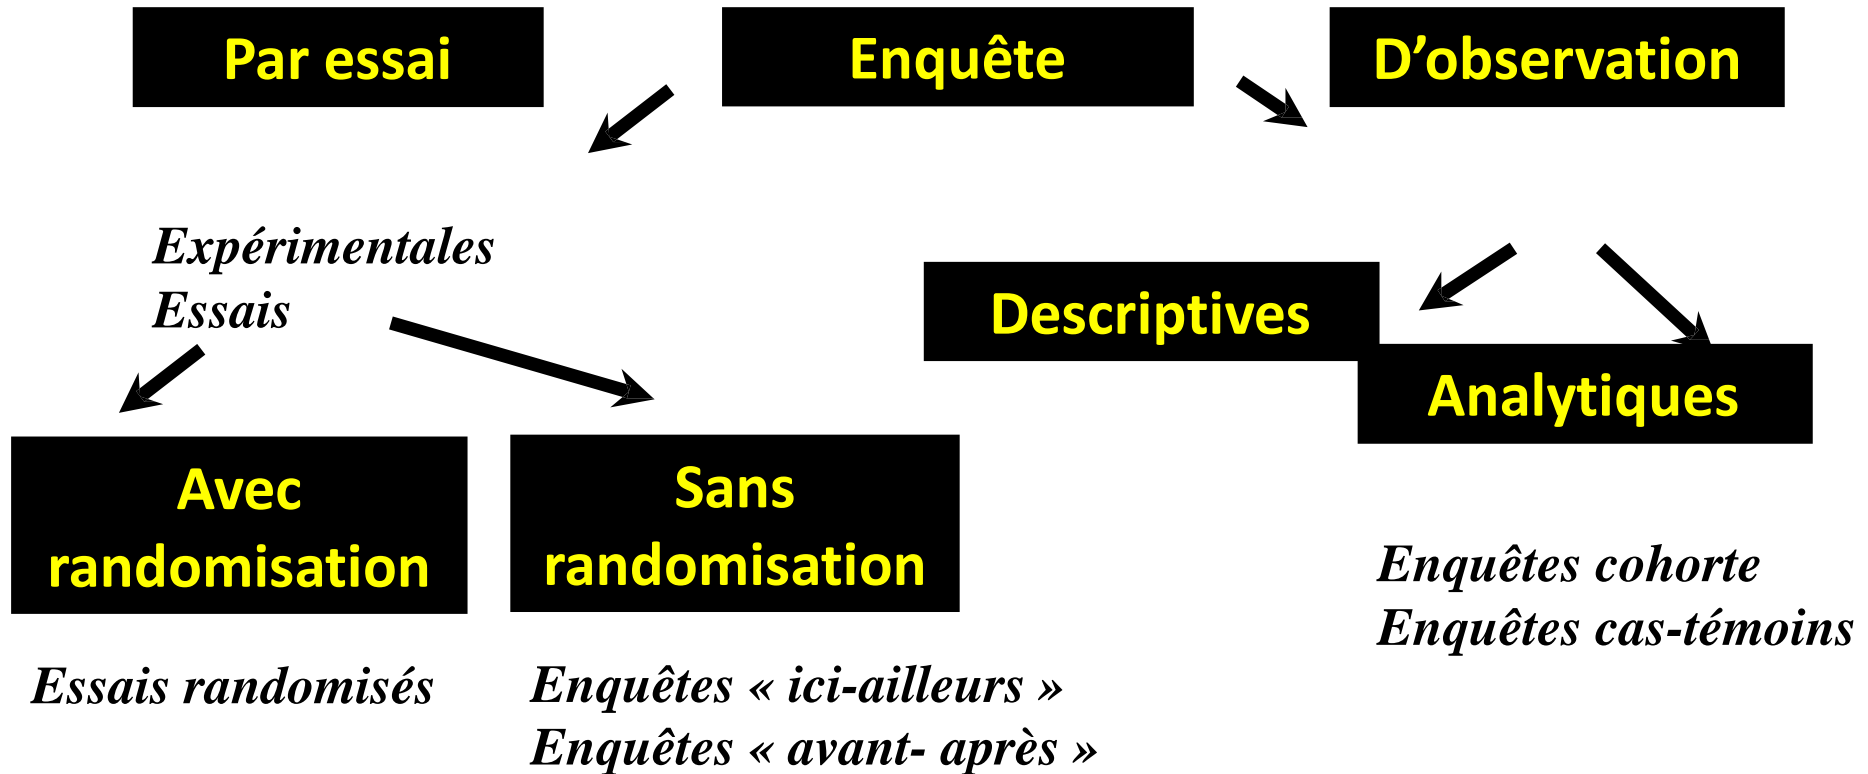 Par essai
Enquête
D’observation
Expérimentales
Essais
Descriptives
Analytiques
Avec
randomisation
Sans
randomisation
Enquêtes cohorte
Enquêtes cas-témoins
Essais randomisés
Enquêtes « ici-ailleurs »
Enquêtes « avant- après »